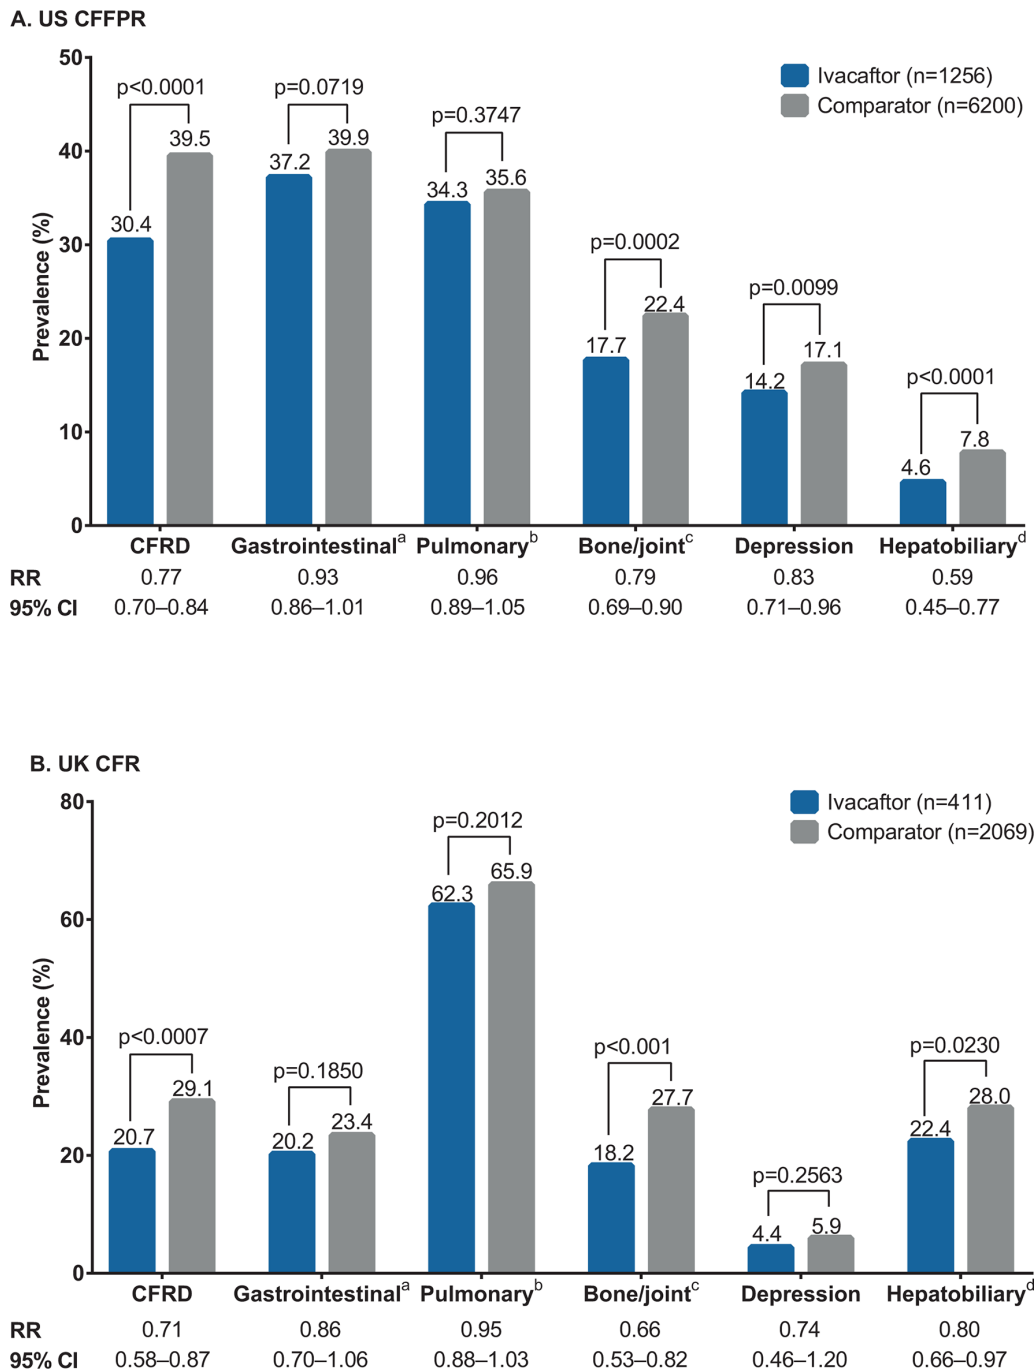 A. US CFFPR
50
40
30
20
10
0
Prevalence (%)
Ivacaftor (n=1256)
Comparator (n=6200)
p<0.0001
p=0.0719
p=0.3747
p=0.0002
p=0.0099
p<0.0001
30.4
39.5
37.2
39.9
34.3
35.6
17.7
22.4
14.2
17.1
4.6
7.8
CFRD Gastrointestinalᵃ Pulmonaryᵇ Bone/jointᶜ Depression Hepatobiliaryᵈ
RR 0.77 0.93 0.96 0.79 0.83 0.59
95% CI 0.70–0.84 0.86–1.01 0.89–1.05 0.69–0.90 0.71–0.96 0.45–0.77
B. UK CFR
80
60
40
20
0
Prevalence (%)
Ivacaftor (n=411)
Comparator (n=2069)
p<0.0007
p=0.1850
p=0.2012
p<0.001
p=0.2563
p=0.0230
20.7
29.1
20.2
23.4
62.3
65.9
18.2
27.7
4.4
5.9
22.4
28.0
CFRD Gastrointestinalᵃ Pulmonaryᵇ Bone/jointᶜ Depression Hepatobiliaryᵈ
RR 0.71 0.86 0.95 0.66 0.74 0.80
95% CI 0.58–0.87 0.70–1.06 0.88–1.03 0.53–0.82 0.46–1.20 0.66–0.97